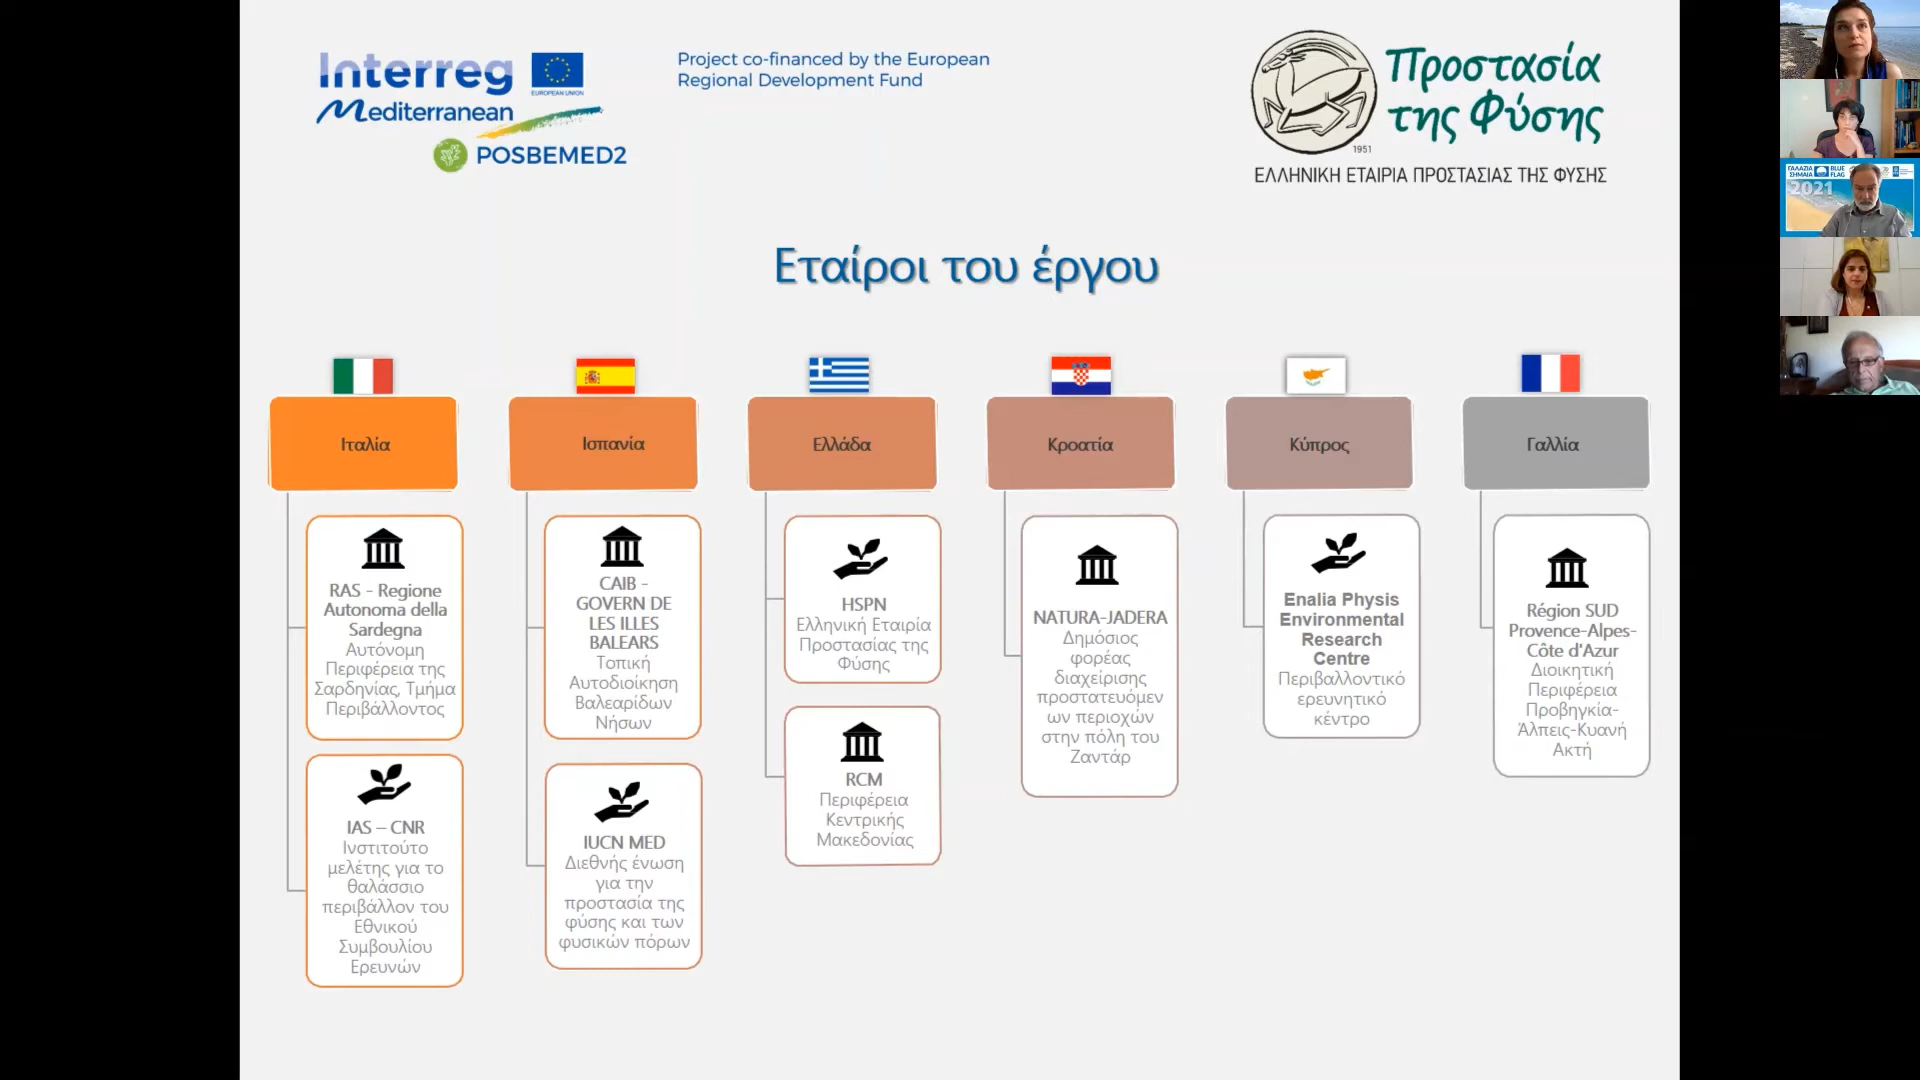 Interreg
EUROPEAN UNION
Mediterranean
POSBEMED2
Project co-financed by the European
Regional Development Fund
Προστασία
της Φύσης
1951
ΕΛΛΗΝΙΚΗ ΕΤΑΙΡΙΑ ΠΡΟΣΤΑΣΙΑΣ ΤΗΣ ΦΥΣΗΣ
Εταίροι του έργου
Ιταλία
RAS - Regione
Autonoma della
Sardegna
Αυτόνομη
Περιφέρεια της
Σαρδηνίας, Τμήμα
Περιβάλλοντος
IAS – CNR
Ινστιτούτο
μελέτης για το
θαλάσσιο
περιβάλλον του
Εθνικού
Συμβουλίου
Ερευνών
Ισπανία
CAIB -
GOVERN DE
LES ILLES
BALEARS
Τοπική
Αυτοδιοίκηση
Βαλεαρίδων
Νήσων
IUCN MED
Διεθνής ένωση
για την
προστασία της
φύσης και των
φυσικών πόρων
Ελλάδα
HSPN
Ελληνική Εταιρία
Προστασίας της
Φύσης
RCM
Περιφέρεια
Κεντρικής
Μακεδονίας
Κροατία
NATURA-JADERA
Δημόσιος
φορέας
διαχείρισης
προστατευόμεν
ων περιοχών
στην πόλη του
Ζαντάρ
Κύπρος
Enalia Physis
Environmental
Research
Centre
Περιβαλλοντικό
ερευνητικό
κέντρο
Γαλλία
Région SUD
Provence-Alpes-
Côte d'Azur
Διοικητική
Περιφέρεια
Προβηγκία-
Άλπεις-Κυανή
Ακτή
ΓΑΛΑΖΙΑ
ΣΗΜΑΙΑ
BLUE
FLAG
2021